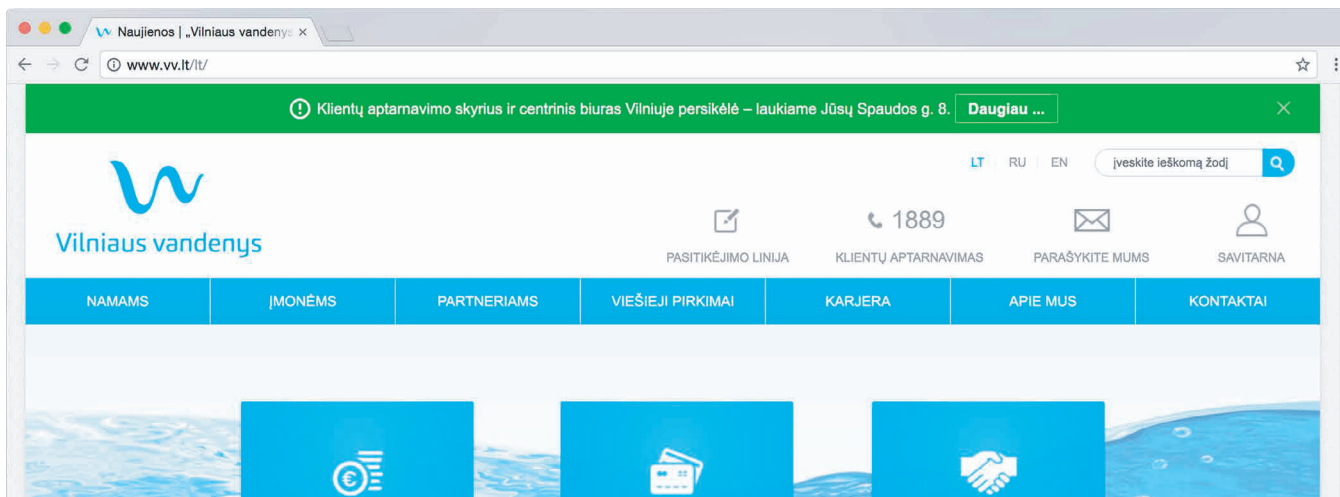 Naujienos | „Vilniaus vandenys
www.vv.lt/lt/
Klientų aptarnavimo skyrius ir centrinis biuras Vilniuje persikėlė – laukiame Jūsų Spaudos g. 8. Daugiau ...
LT RU EN įveskite ieškomą žodį
Vilniaus vandenys
1889
PASITIKĖJIMO LINIJA KLIENTŲ APTARNAVIMAS PARAŠYKITE MUMS SAVITARNA
NAMAMS ĮMONĖMS PARTNERIAMS VIEŠIEJI PIRKIMAI KARJERA APIE MUS KONTAKTAI